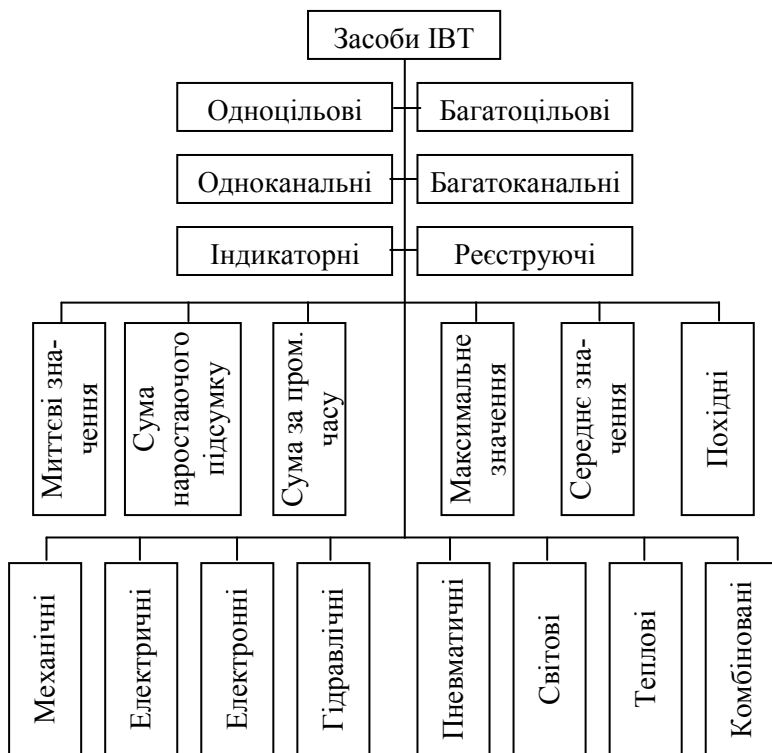 Засоби ІВТ
Одноцільові
Багатоцільові
Одноканальні
Багатоканальні
Індикаторні
Реєструючі
Миттєві зна-
чення
Сума
наростаючого
підсумку
Сума за пром.
часу
Максимальне
значення
Середнє зна-
чення
Похідні
Механічні
Електричні
Електронні
Гідравлічні
Пневматичні
Світові
Теплові
Комбіновані